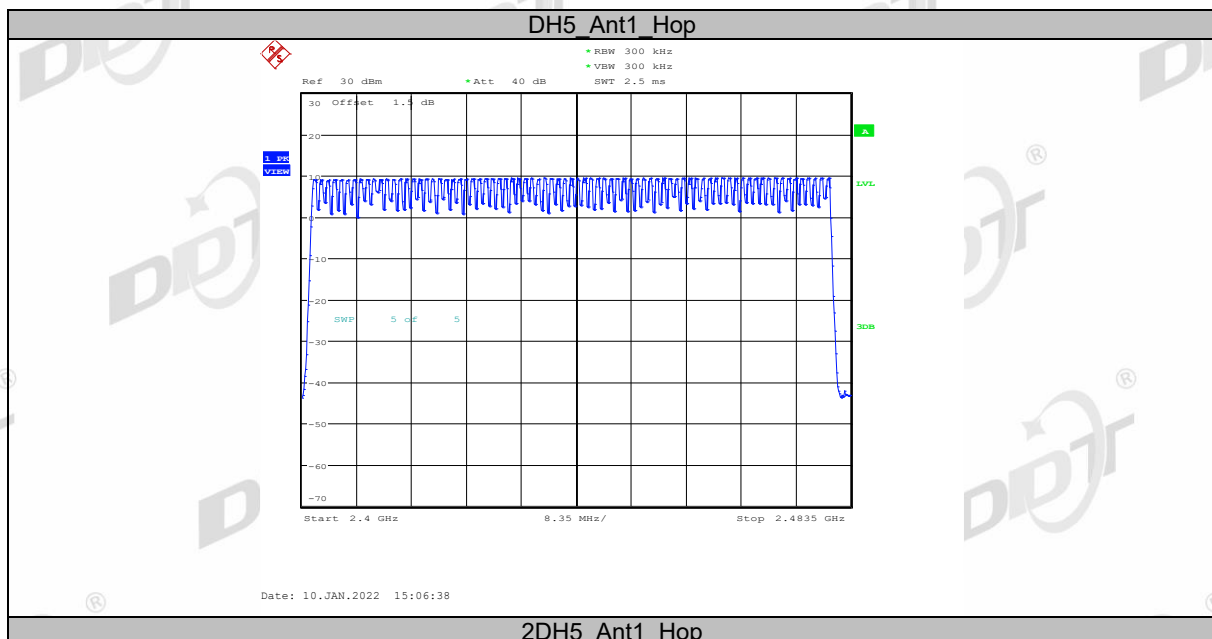 DH5_Ant1_Hop
R S
*RBW 300 kHz
*VBW 300 kHz
Ref 30 dBm *Att 40 dB SWT 2.5 ms
30 Offset 1.5 dB
A
20
1 PK
VIEW
10
LVL
0
-10
-20
SWP 5 of 5
3DB
-30
-40
-50
-60
-70
Start 2.4 GHz 8.35 MHz/ Stop 2.4835 GHz
Date: 10.JAN.2022 15:06:38
2DH5_Ant1_Hop